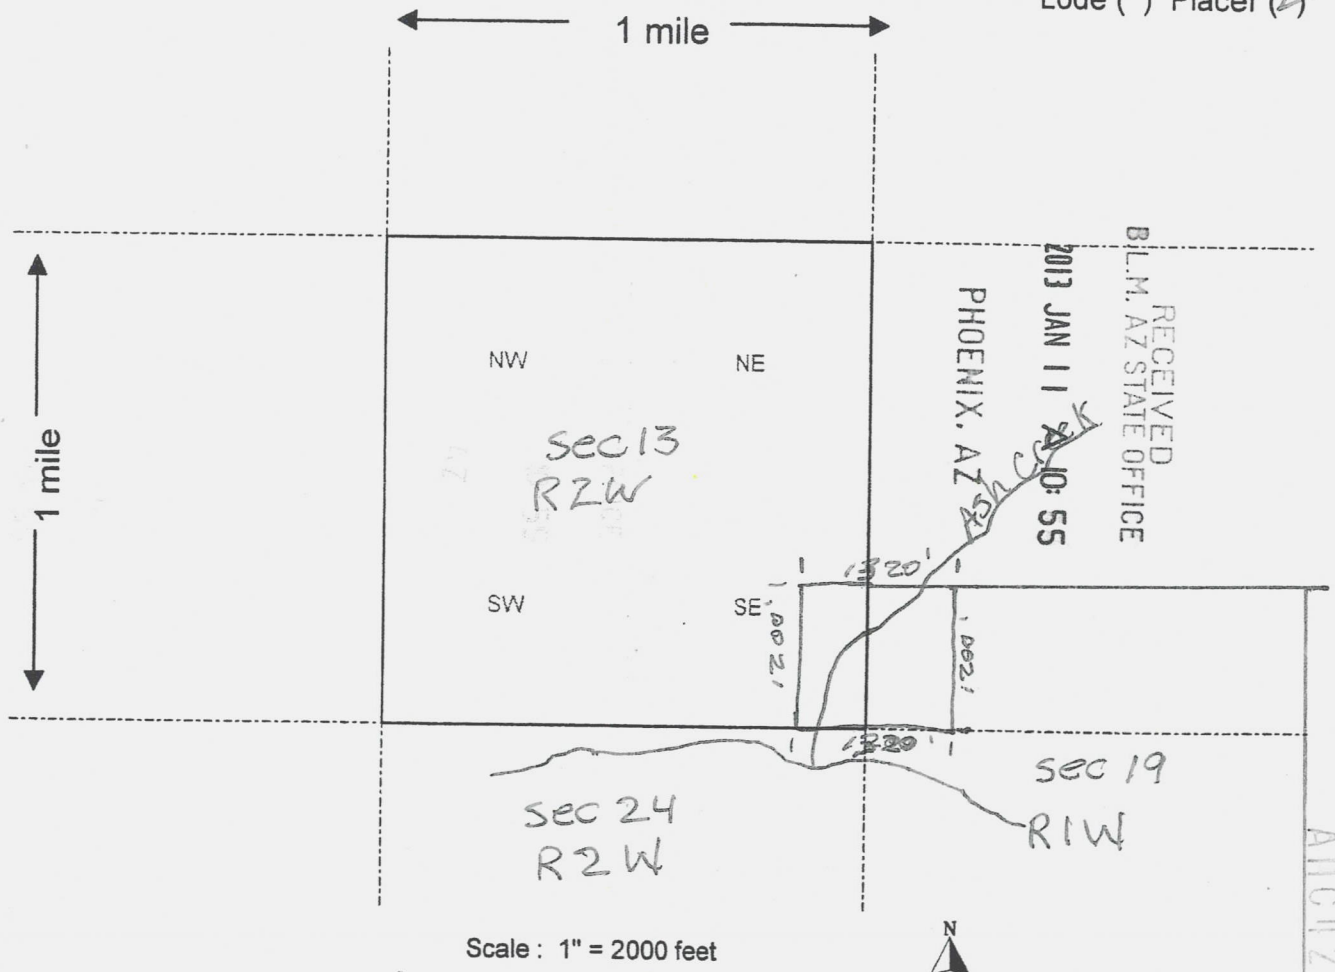 Lode ( ) Placer (✓)
1 mile
1 mile
NW
NE
sec 13
R2W
SW
SE
RECEIVED
B.L.M. AZ STATE OFFICE
2013 JAN 11 A 10: 55
PHOENIX, AZ
Ash Creek
1320'
1200'
1200'
1320'
sec 19
R1W
sec 24
R2W
Scale : 1" = 2000 feet
N